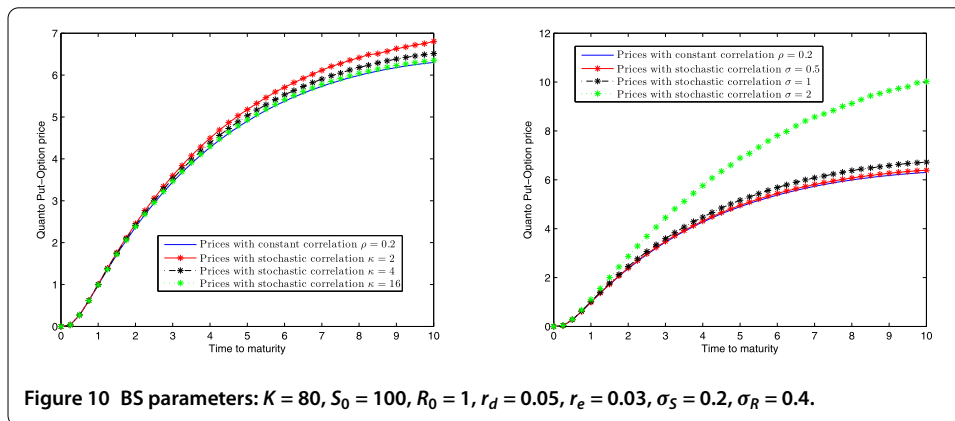 7
6
5
4
3
2
1
0
Quanto Put−Option price
Prices with constant correlation ρ = 0.2
Prices with stochastic correlation κ = 2
Prices with stochastic correlation κ = 4
Prices with stochastic correlation κ = 16
0 1 2 3 4 5 6 7 8 9 10
Time to maturity
12
10
8
6
4
2
0
Quanto Put−Option price
Prices with constant correlation ρ = 0.2
Prices with stochastic correlation σ = 0.5
Prices with stochastic correlation σ = 1
Prices with stochastic correlation σ = 2
0 1 2 3 4 5 6 7 8 9 10
Time to maturity
Figure 10 BS parameters: K = 80, S₀ = 100, R₀ = 1, r_d = 0.05, r_e = 0.03, σ_S = 0.2, σ_R = 0.4.